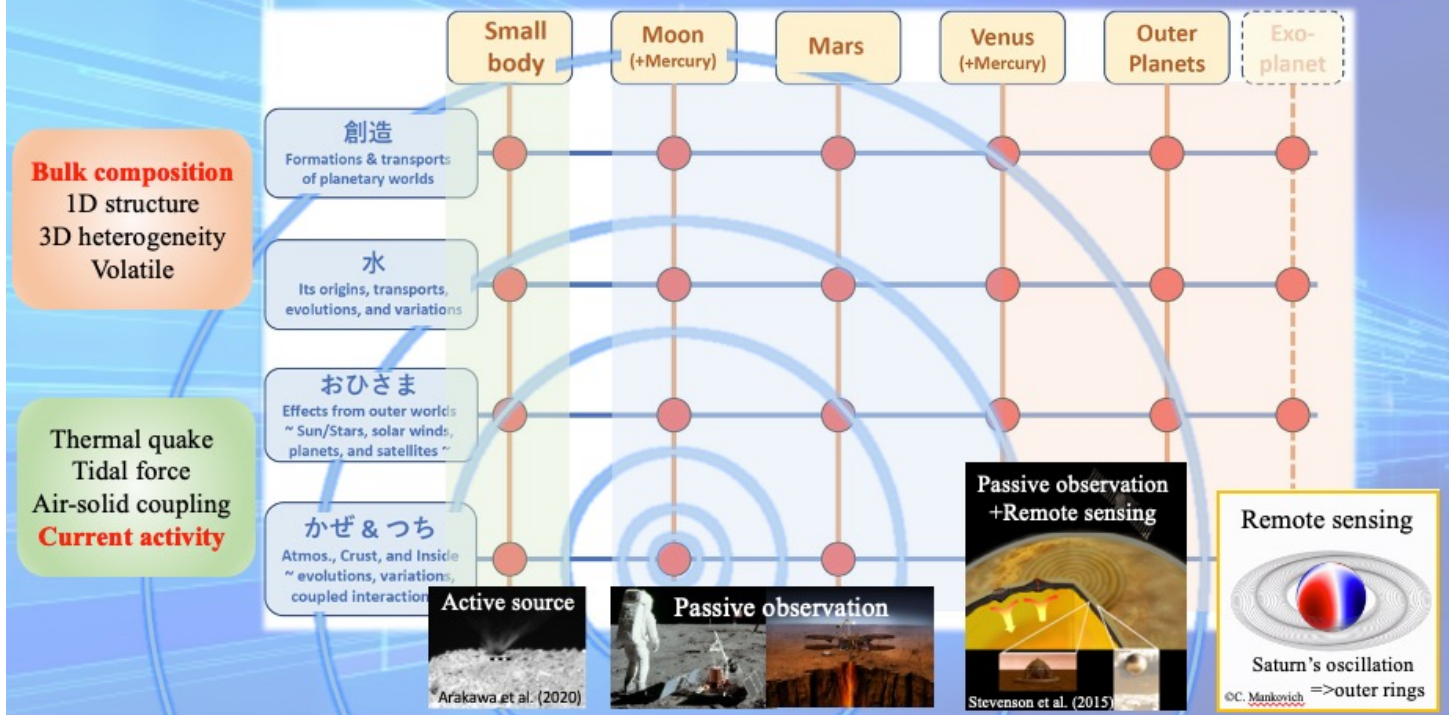 Small
body
Moon
(+Mercury)
Mars
Venus
(+Mercury)
Outer
Planets
Exo-
planet
Bulk composition
1D structure
3D heterogeneity
Volatile
創造
Formations & transports
of planetary worlds
水
Its origins, transports,
evolutions, and variations
おひさま
Effects from outer worlds
~ Sun/Stars, solar winds,
planets, and satellites ~
Thermal quake
Tidal force
Air-solid coupling
Current activity
かぜ & つち
Atmos., Crust, and Inside
~ evolutions, variations,
coupled interaction
Active source
Arakawa et al. (2020)
Passive observation
Passive observation
+Remote sensing
Stevenson et al. (2015)
Remote sensing
Saturn's oscillation
©C. Mankovich =>outer rings